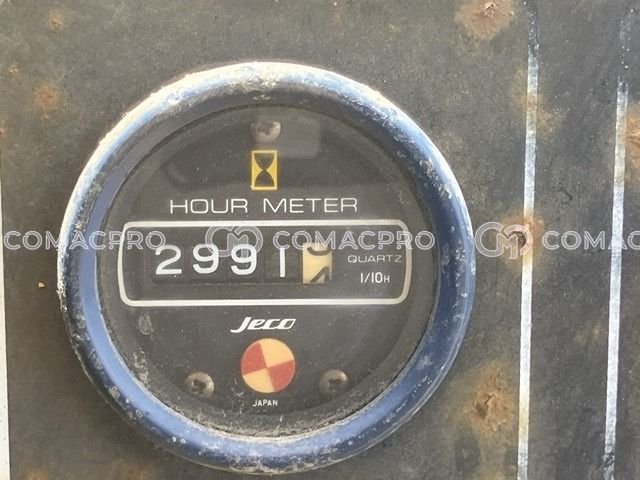 HOUR METER
COMACPRO COMACPRO COMAC
2991
QUARTZ
1/10H
Jeco
JAPAN